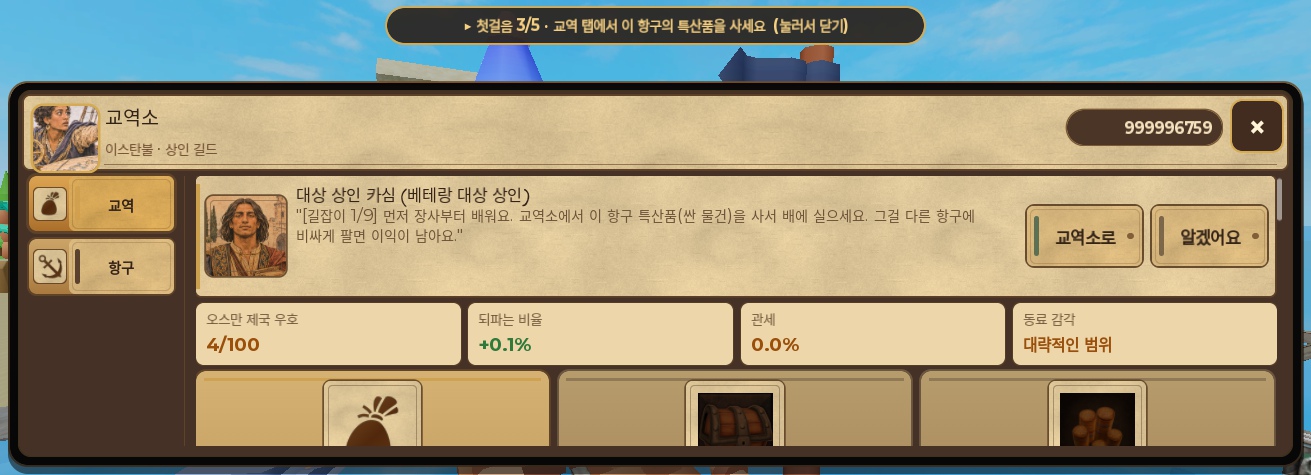 ▸ 첫걸음 3/5 · 교역 탭에서 이 항구의 특산품을 사세요 (눌러서 닫기)
교역소
이스탄불 · 상인 길드
999996759
×
교역
항구
대상 상인 카심 (베테랑 대상 상인)
"[길잡이 1/9] 먼저 장사부터 배워요. 교역소에서 이 항구 특산품(싼 물건)을 사서 배에 실으세요. 그걸 다른 항구에
비싸게 팔면 이익이 남아요."
교역소로
알겠어요
오스만 제국 우호
4/100
되파는 비율
+0.1%
관세
0.0%
동료 감각
대략적인 범위